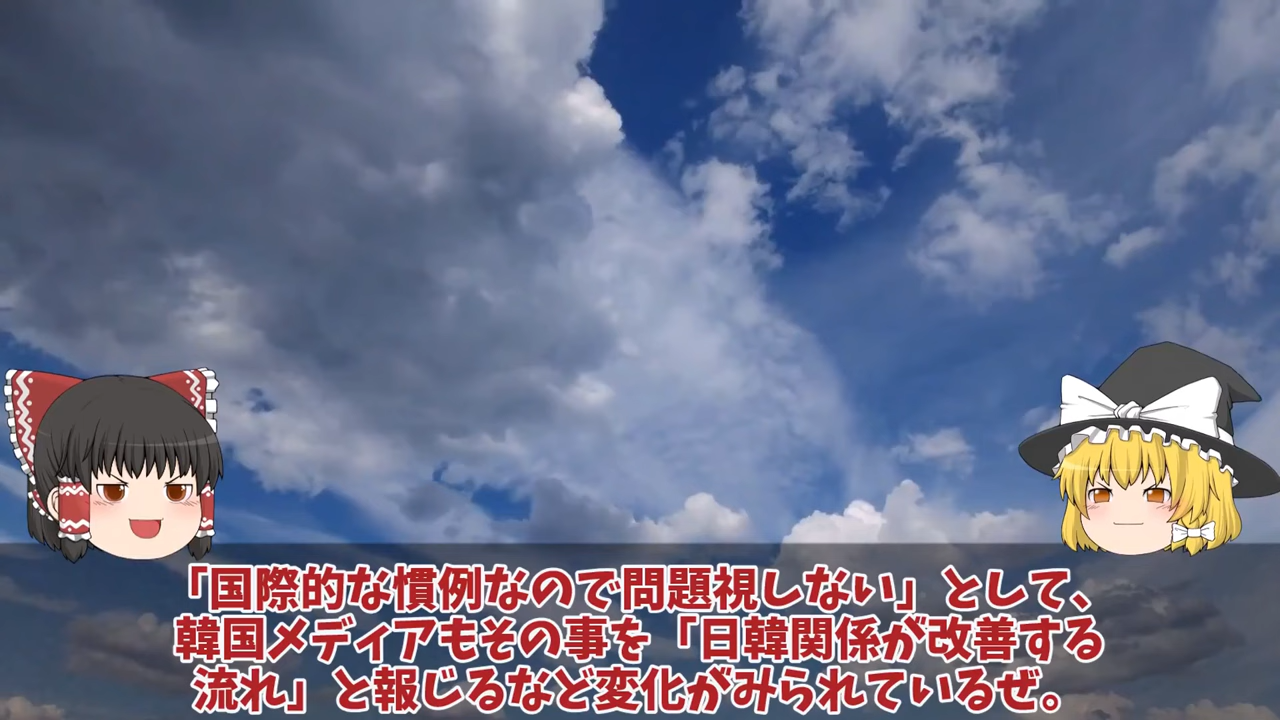 「国際的な慣例なので問題視しない」として、
韓国メディアもその事を「日韓関係が改善する
流れ」と報じるなど変化がみられているぜ。